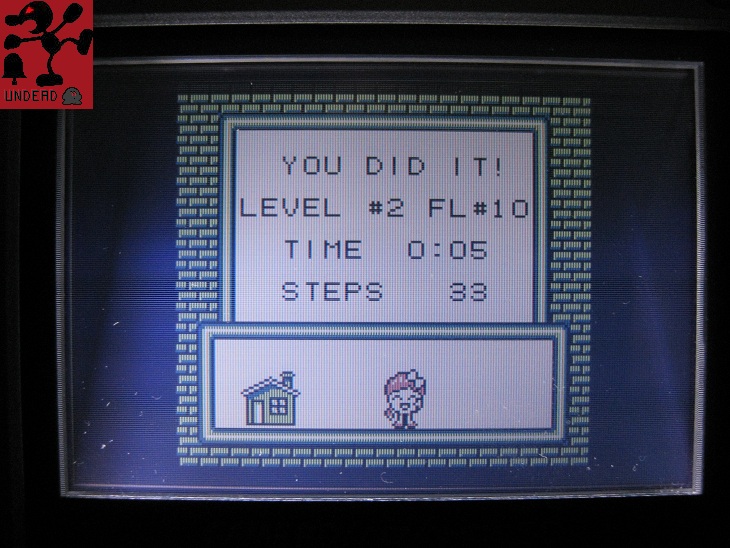 UNDEAD
YOU DID IT!
LEVEL #2 FL#10
TIME 0:05
STEPS 33